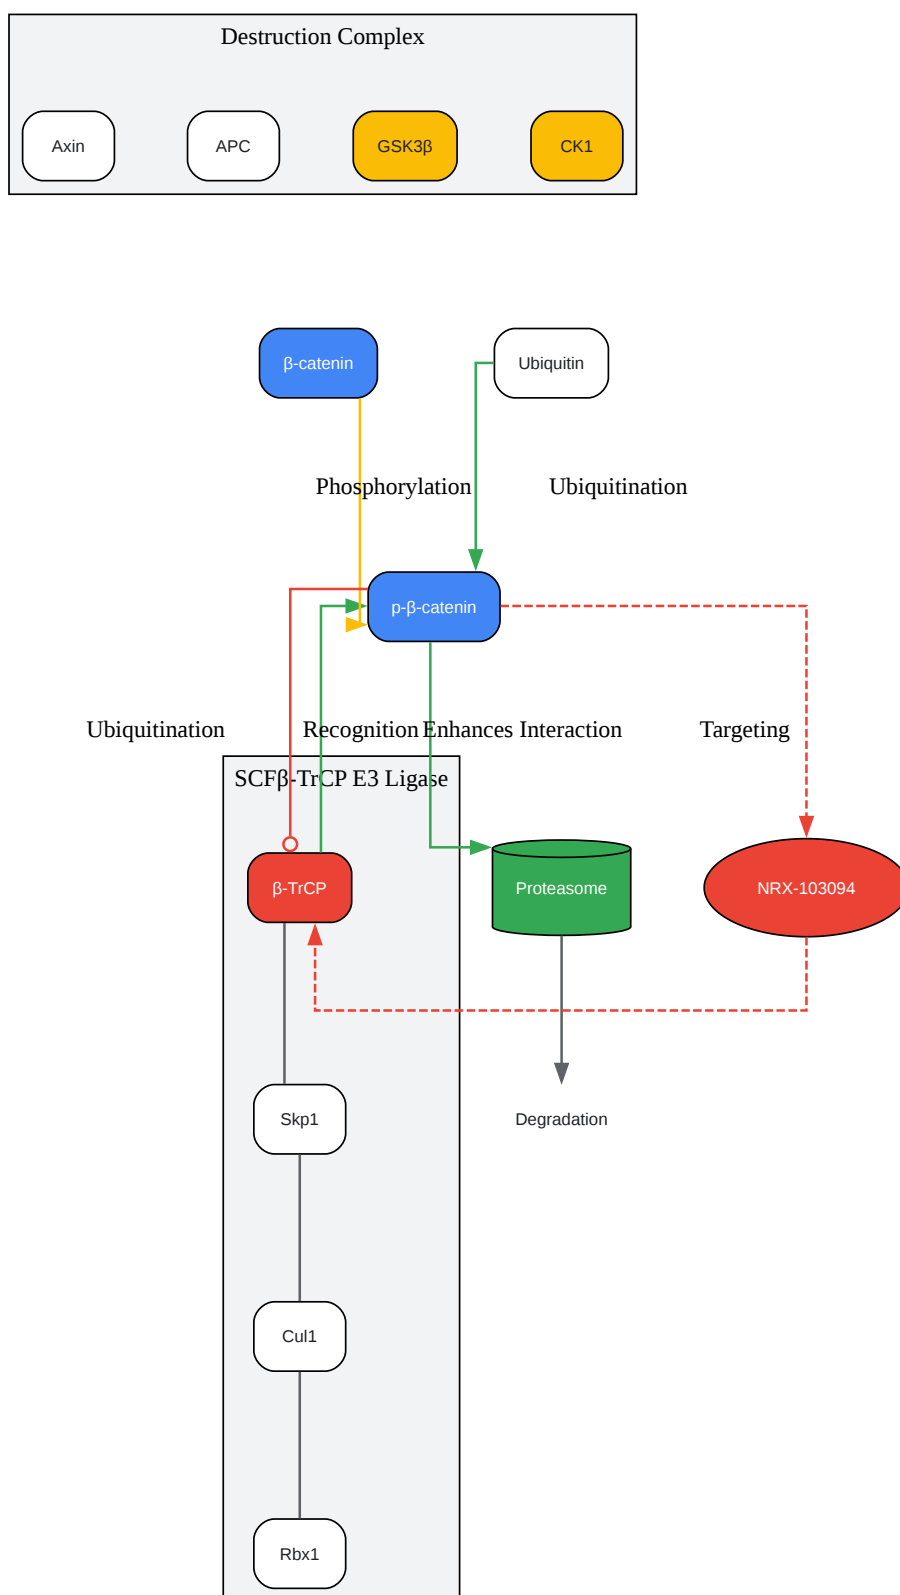 Destruction Complex
Axin
APC
GSK3β
CK1
β-catenin
Ubiquitin
Phosphorylation
Ubiquitination
p-β-catenin
Ubiquitination
Recognition
Enhances Interaction
Targeting
SCFβ-TrCP E3 Ligase
β-TrCP
Proteasome
NRX-103094
Skp1
Degradation
Cul1
Rbx1